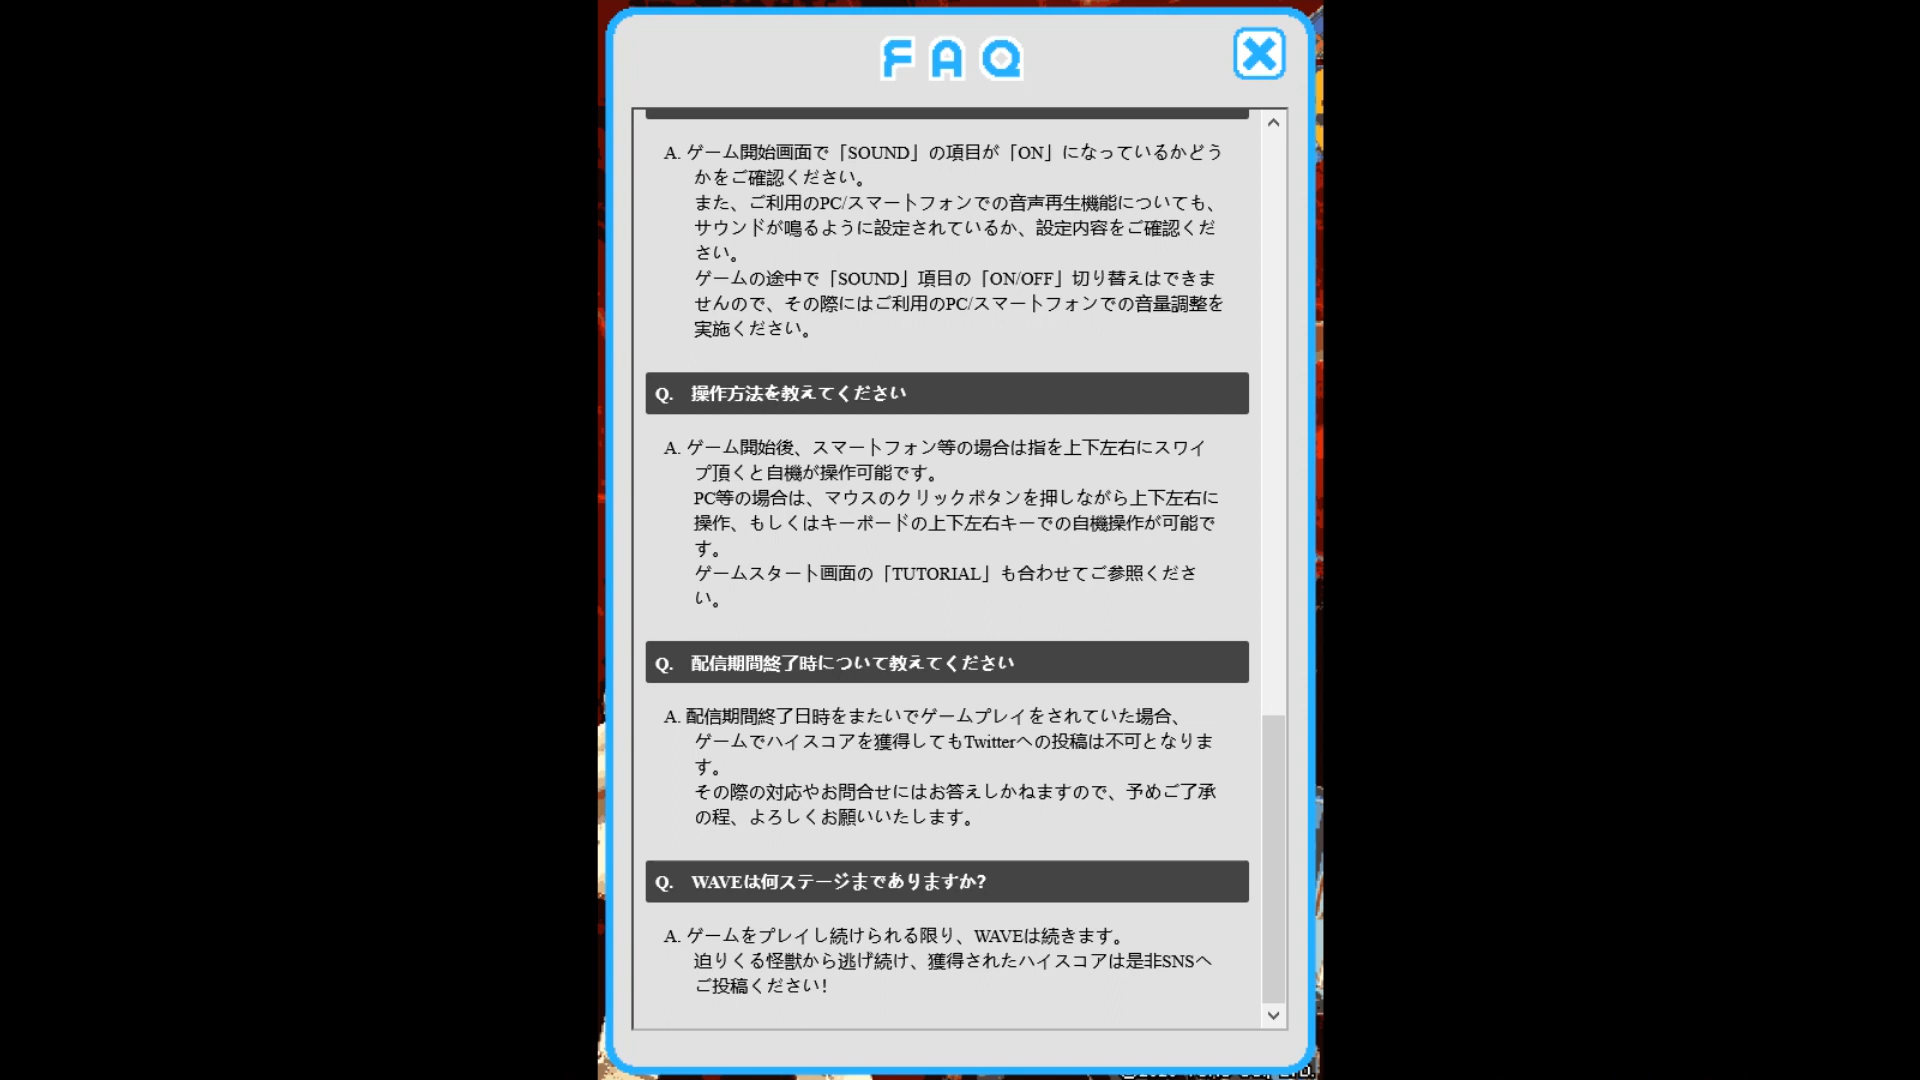 FAQ
A. ゲーム開始画面で「SOUND」の項目が「ON」になっているかどう
かをご確認ください。
また、ご利用のPC/スマートフォンでの音声再生機能についても、
サウンドが鳴るように設定されているか、設定内容をご確認くだ
さい。
ゲームの途中で「SOUND」項目の「ON/OFF」切り替えはできま
せんので、その際にはご利用のPC/スマートフォンでの音量調整を
実施ください。
Q. 操作方法を教えてください
A. ゲーム開始後、スマートフォン等の場合は指を上下左右にスワイ
プ頂くと自機が操作可能です。
PC等の場合は、マウスのクリックボタンを押しながら上下左右に
操作、もしくはキーボードの上下左右キーでの自機操作が可能で
す。
ゲームスタート画面の「TUTORIAL」も合わせてご参照くださ
い。
Q. 配信期間終了時について教えてください
A. 配信期間終了日時をまたいでゲームプレイをされていた場合、
ゲームでハイスコアを獲得してもTwitterへの投稿は不可となりま
す。
その際の対応やお問合せにはお答えしかねますので、予めご了承
の程、よろしくお願いいたします。
Q. WAVEは何ステージまでありますか?
A. ゲームをプレイし続けられる限り、WAVEは続きます。
迫りくる怪獣から逃げ続け、獲得されたハイスコアは是非SNSへ
ご投稿ください!